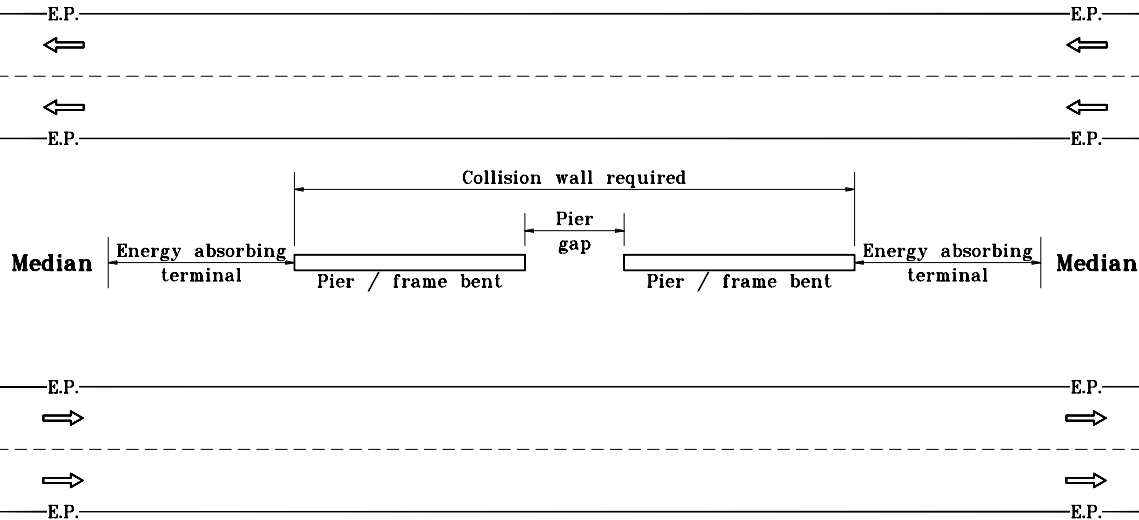 E.P. E.P.
E.P. E.P.
Collision wall required
Pier
gap
Median
Energy absorbing
terminal
Pier / frame bent
Pier / frame bent
Energy absorbing
terminal
Median
E.P. E.P.
E.P. E.P.